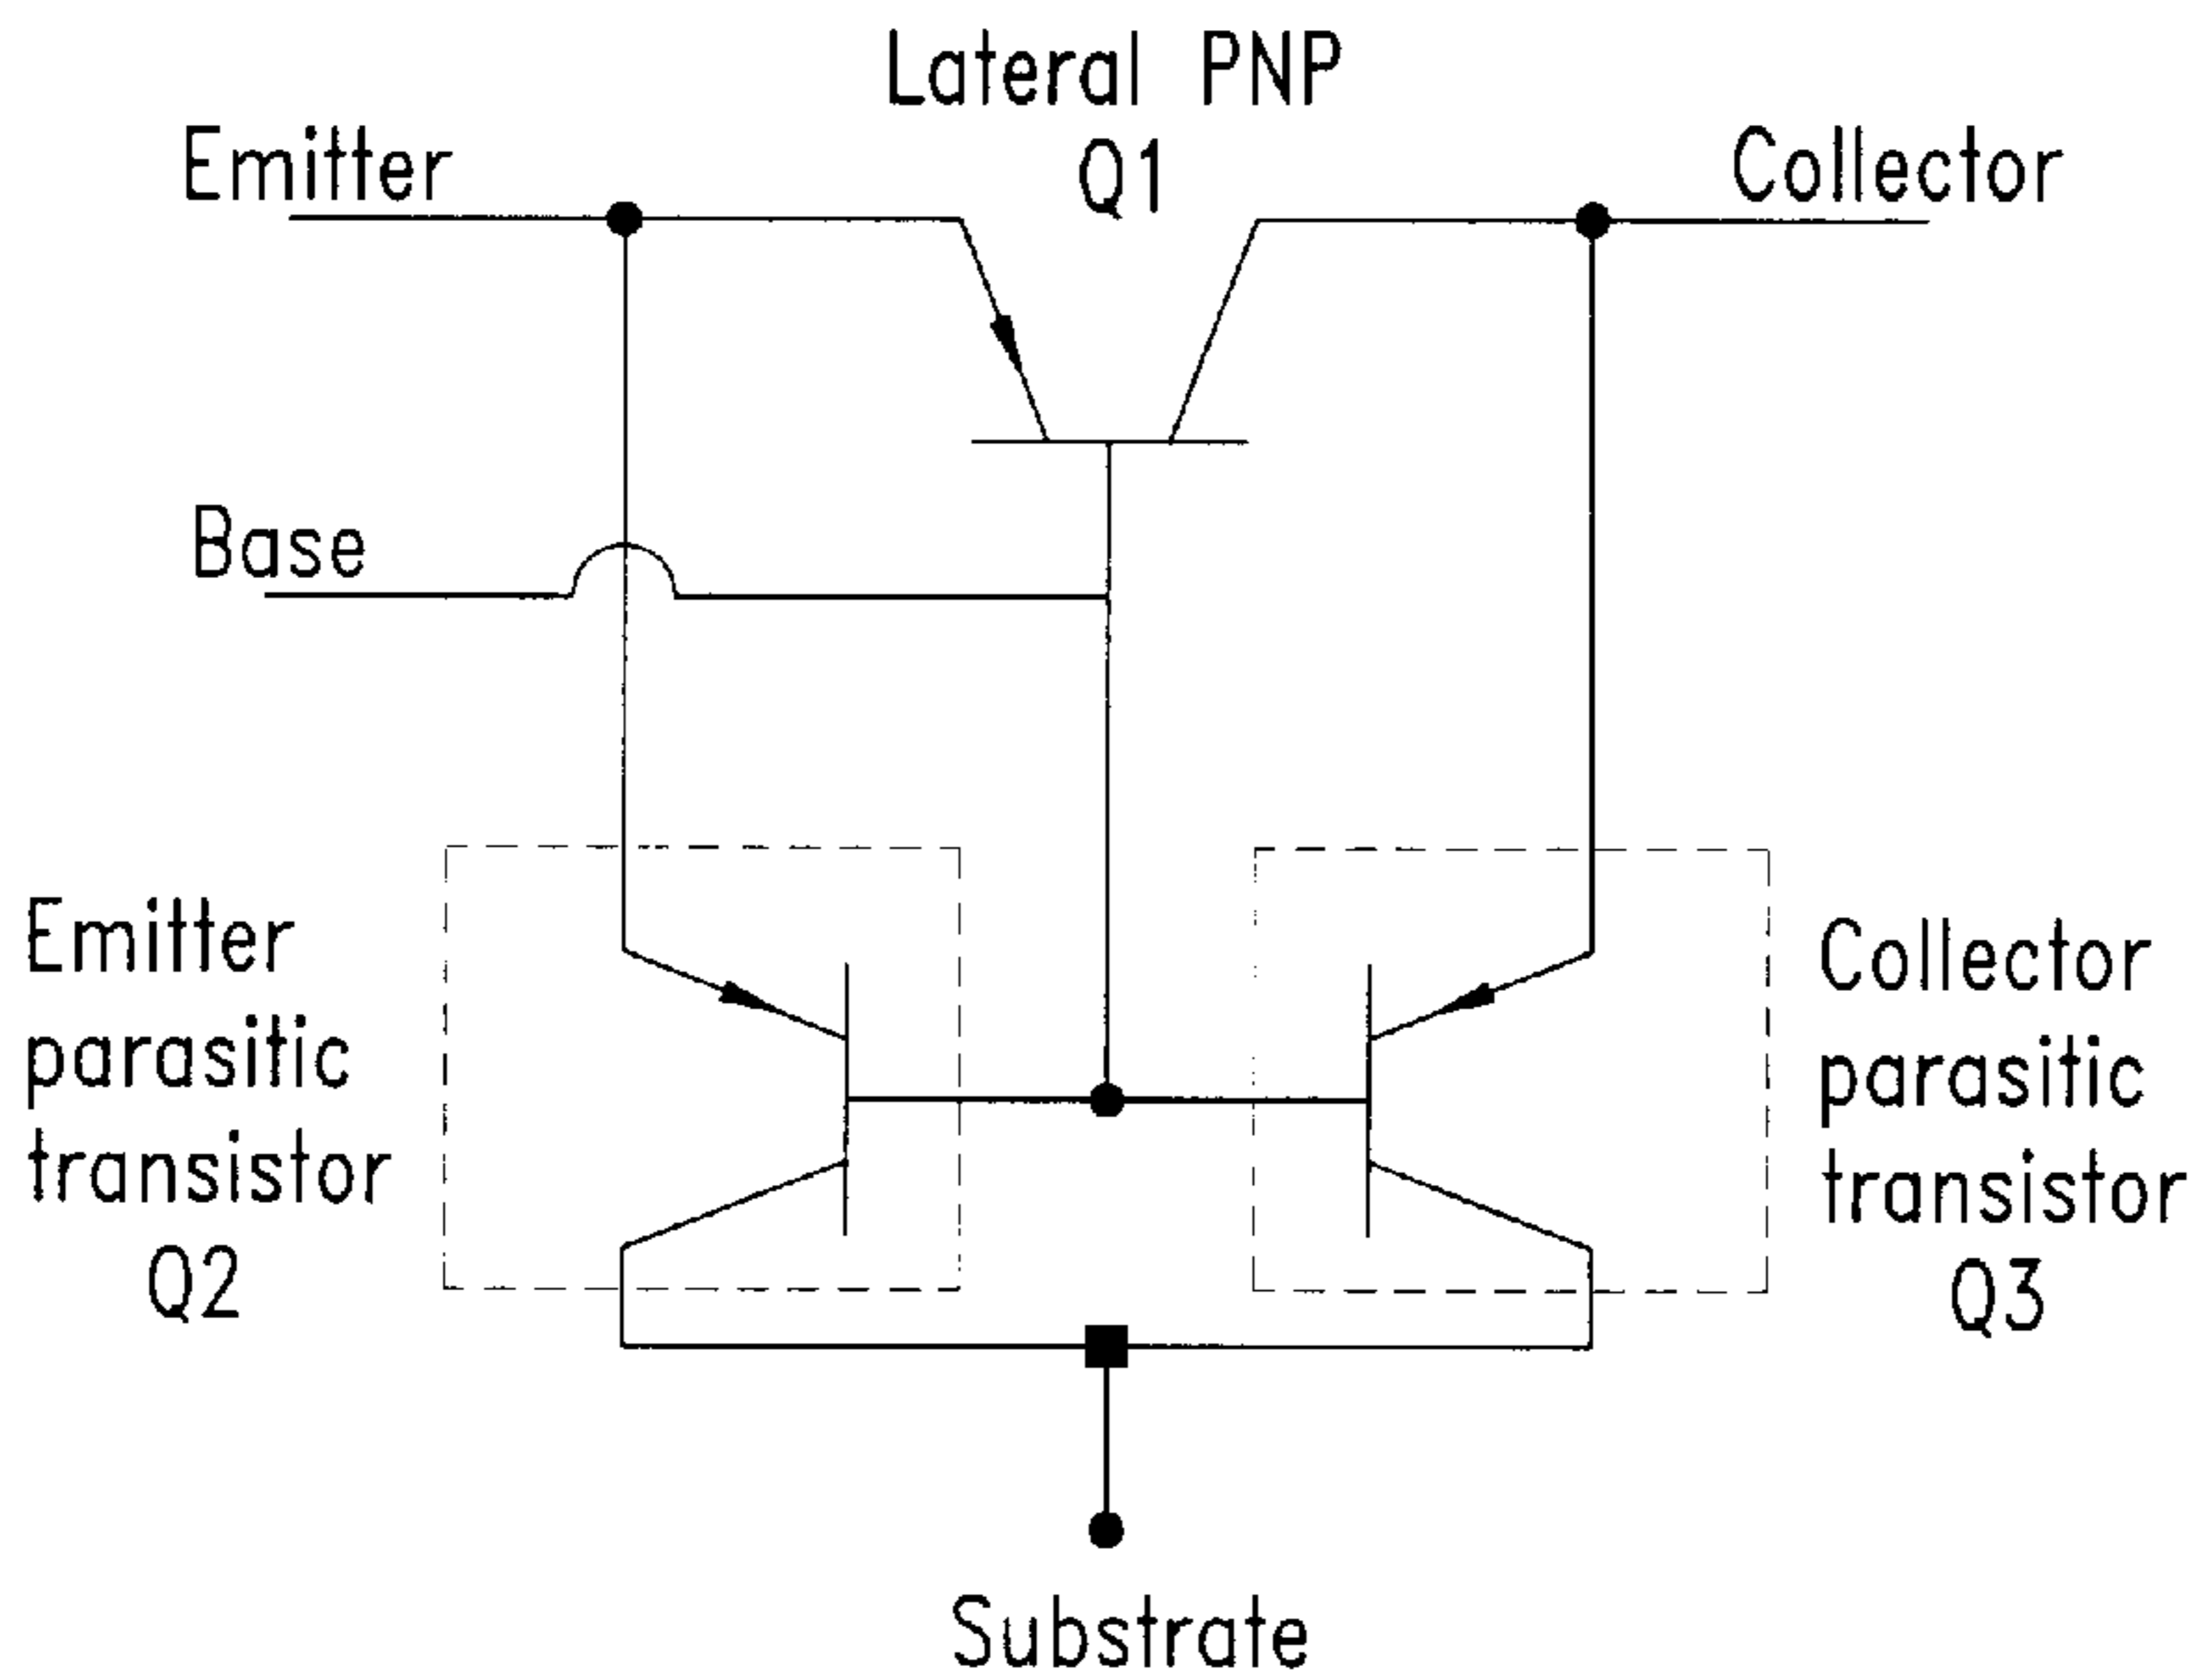 Lateral PNP
Q1
Emitter
Collector
Base
Emitter
parasitic
transistor
Q2
Collector
parasitic
transistor
Q3
Substrate